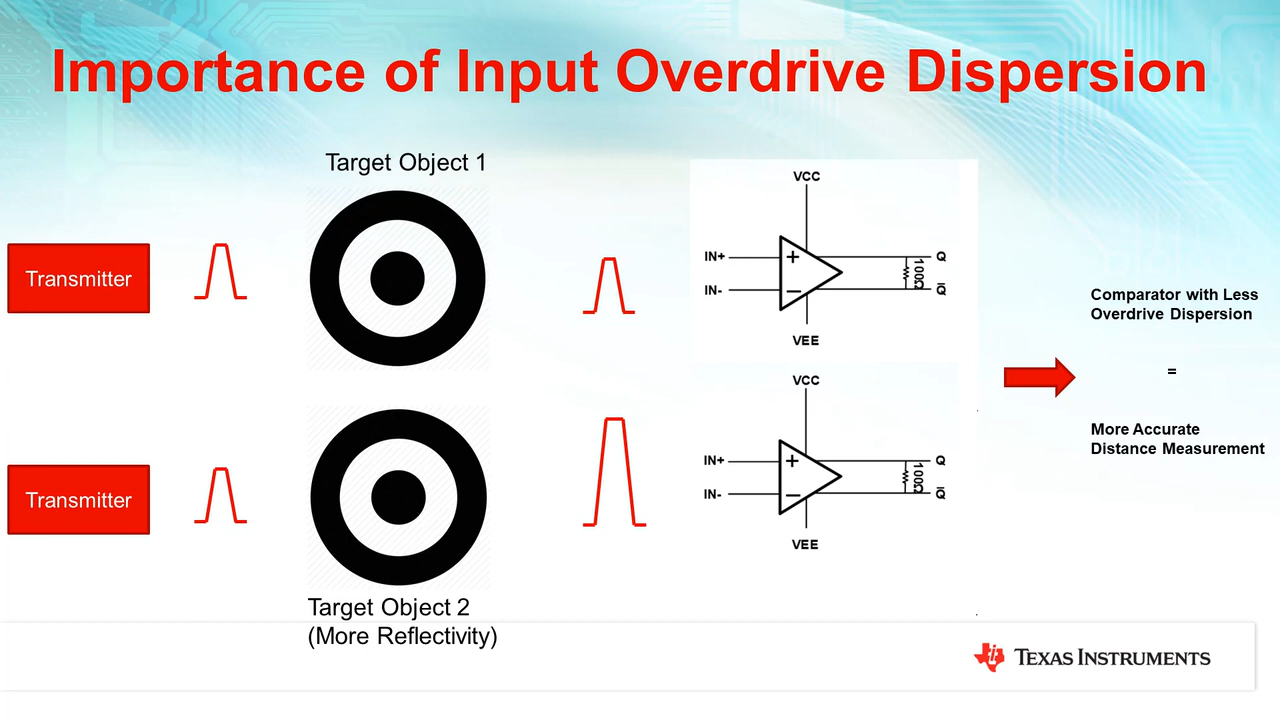 Importance of Input Overdrive Dispersion
Target Object 1
Transmitter
VCC
IN+
+
Q
100Ω
IN-
−
Q̅
VEE
Comparator with Less
Overdrive Dispersion
=
More Accurate
Distance Measurement
Transmitter
VCC
IN+
+
Q
100Ω
IN-
−
Q̅
VEE
Target Object 2
(More Reflectivity)
TEXAS INSTRUMENTS